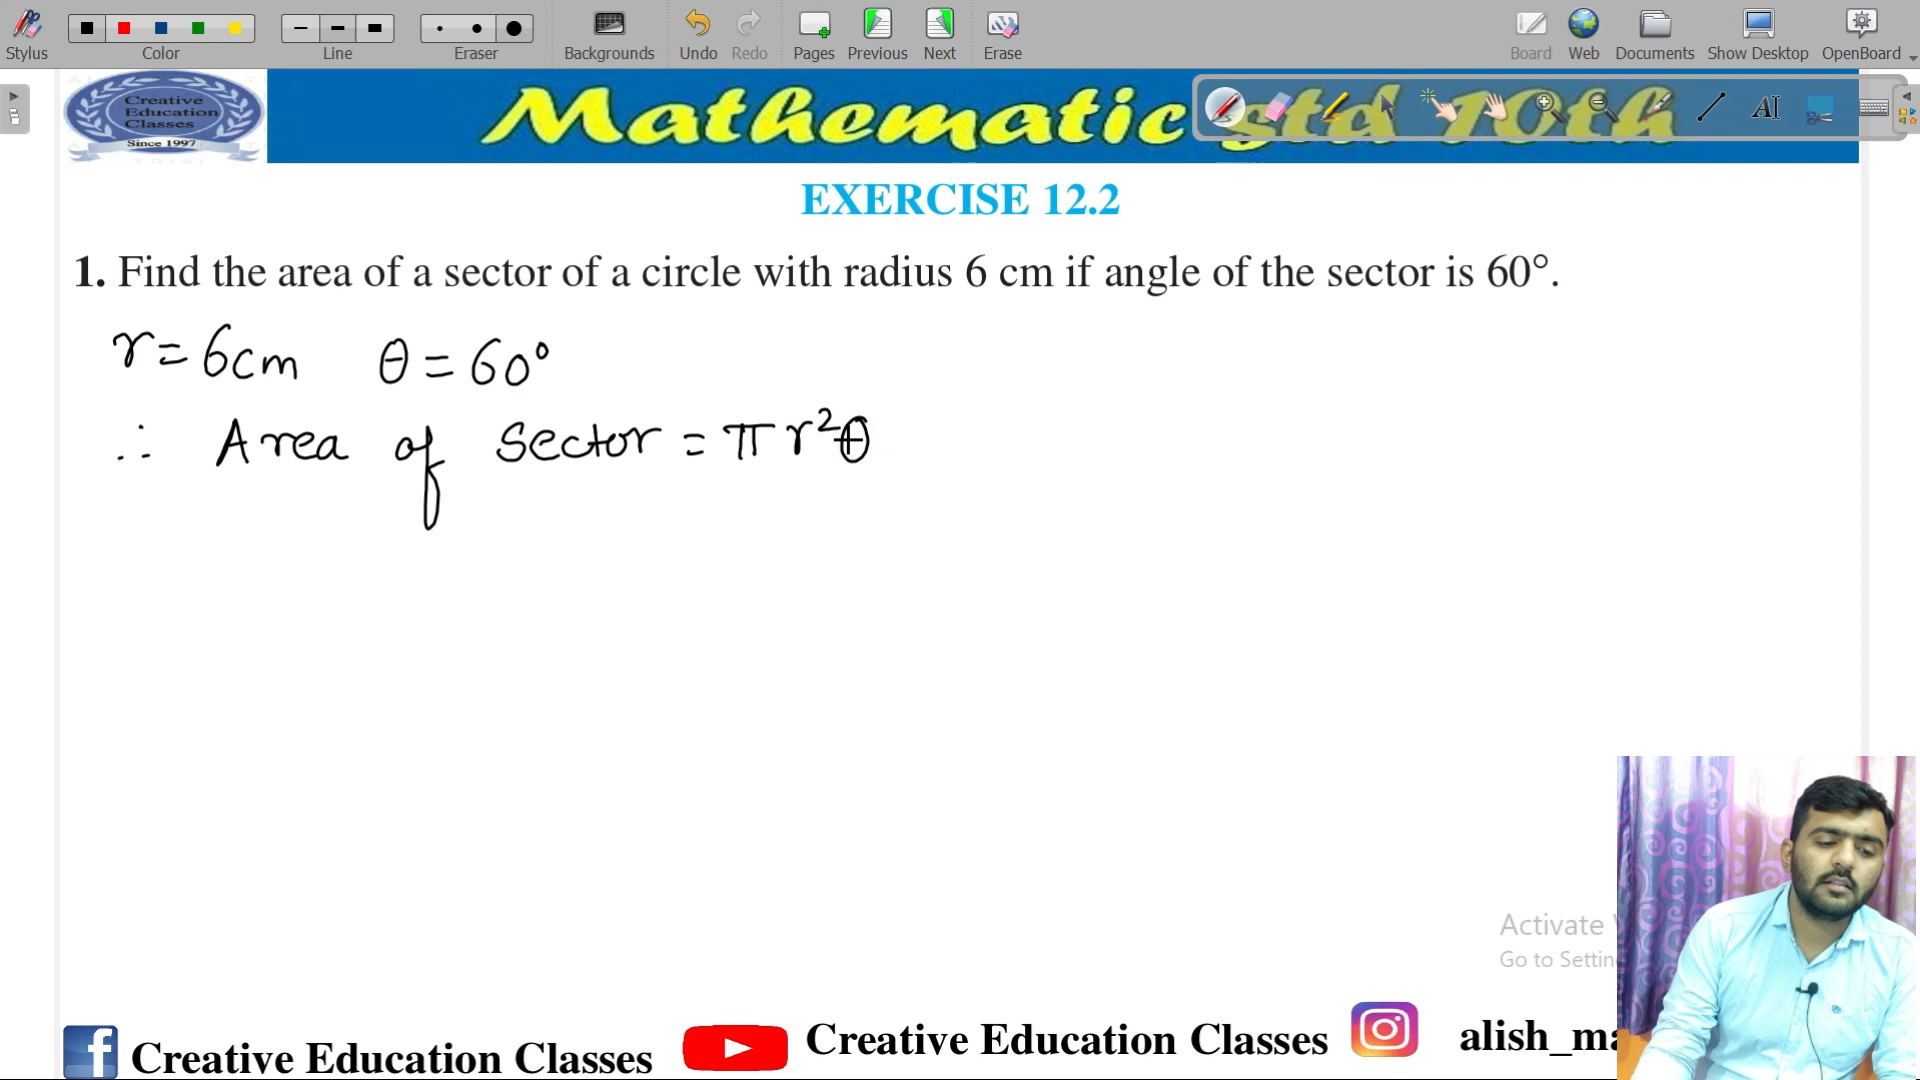 Stylus Color Line Eraser Backgrounds Undo Redo Pages Previous Next Erase Board Web Documents Show Desktop OpenBoard
Creative
Education
Classes
Since 1997
Mathematic std 10th
EXERCISE 12.2
1. Find the area of a sector of a circle with radius 6 cm if angle of the sector is 60°.
r = 6cm θ = 60°
∴ Area of Sector = πr²θ
Activate
Go to Settin
Creative Education Classes
Creative Education Classes
alish_ma